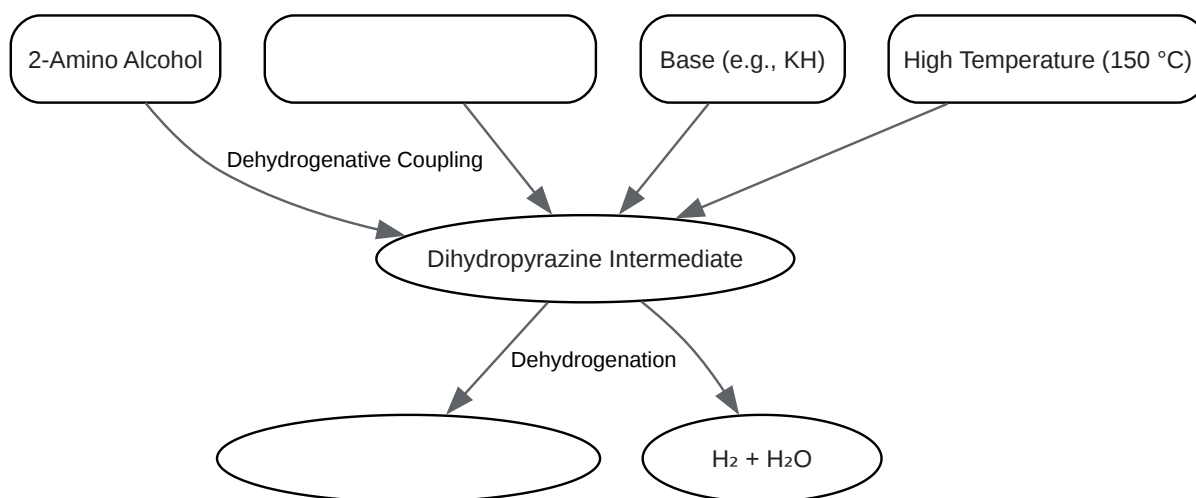 2-Amino Alcohol
Base (e.g., KH)
High Temperature (150 °C)
Dehydrogenative Coupling
Dihydropyrazine Intermediate
Dehydrogenation
H₂ + H₂O